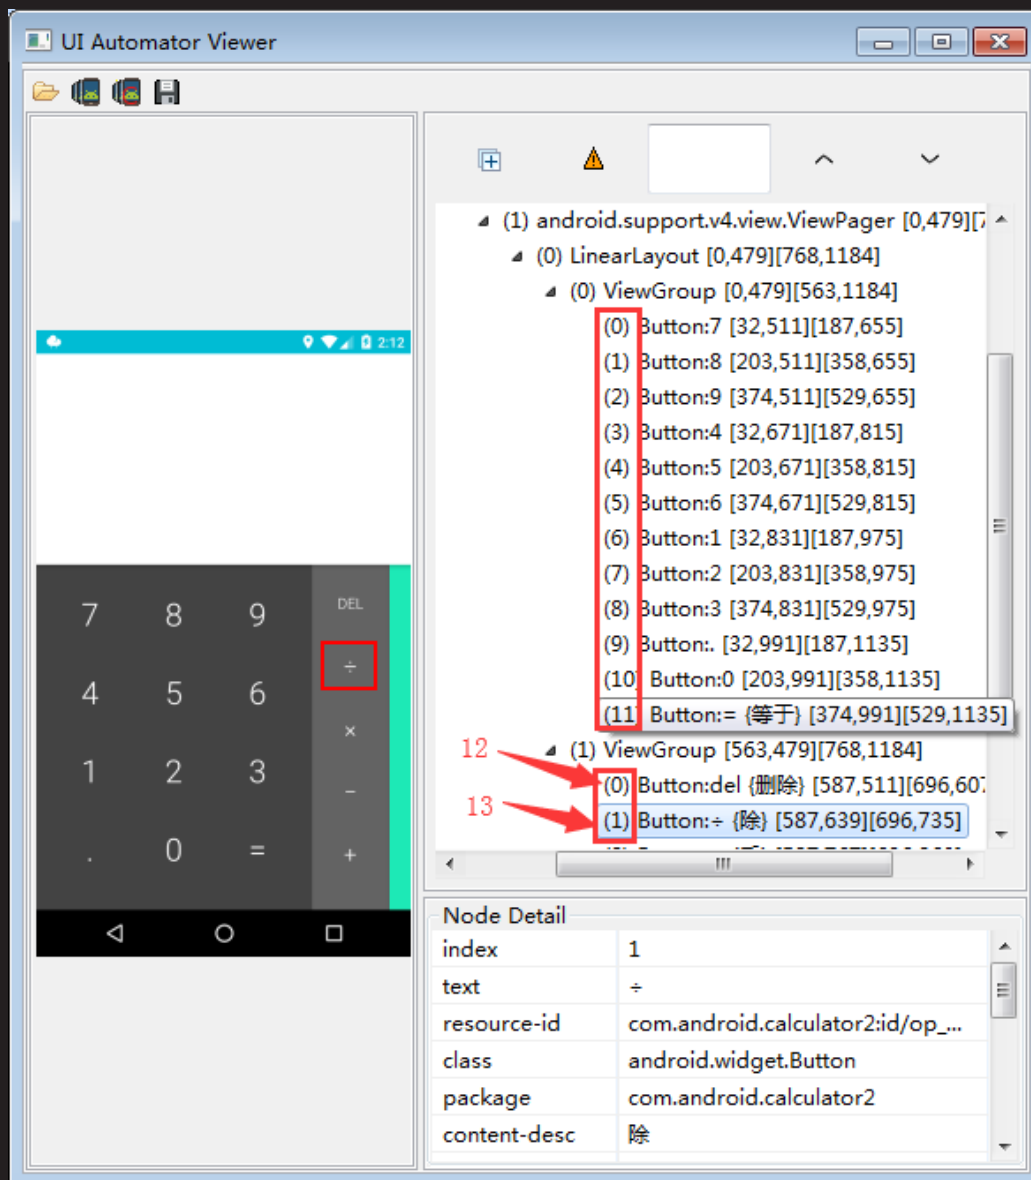 UI Automator Viewer
2:12
7 8 9 DEL
÷
4 5 6
×
1 2 3
−
. 0 = +
(1) android.support.v4.view.ViewPager [0,479][7
(0) LinearLayout [0,479][768,1184]
(0) ViewGroup [0,479][563,1184]
(0) Button:7 [32,511][187,655]
(1) Button:8 [203,511][358,655]
(2) Button:9 [374,511][529,655]
(3) Button:4 [32,671][187,815]
(4) Button:5 [203,671][358,815]
(5) Button:6 [374,671][529,815]
(6) Button:1 [32,831][187,975]
(7) Button:2 [203,831][358,975]
(8) Button:3 [374,831][529,975]
(9) Button:. [32,991][187,1135]
(10) Button:0 [203,991][358,1135]
(11) Button:= {等于} [374,991][529,1135]
(1) ViewGroup [563,479][768,1184]
12
(0) Button:del {删除} [587,511][696,607
13
(1) Button:÷ {除} [587,639][696,735]
Node Detail
index 1
text ÷
resource-id com.android.calculator2:id/op_...
class android.widget.Button
package com.android.calculator2
content-desc 除